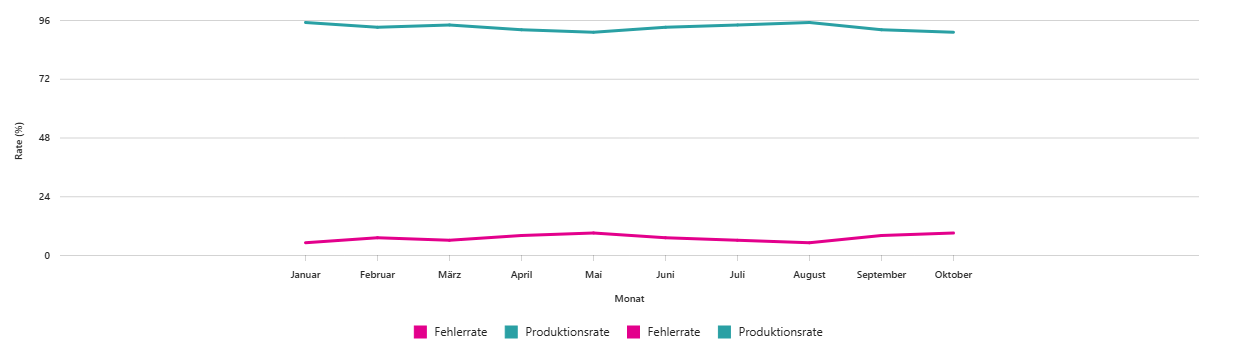 96
72
48
24
0
Rate (%)
Januar Februar März April Mai Juni Juli August September Oktober
Monat
Fehlerrate Produktionsrate Fehlerrate Produktionsrate